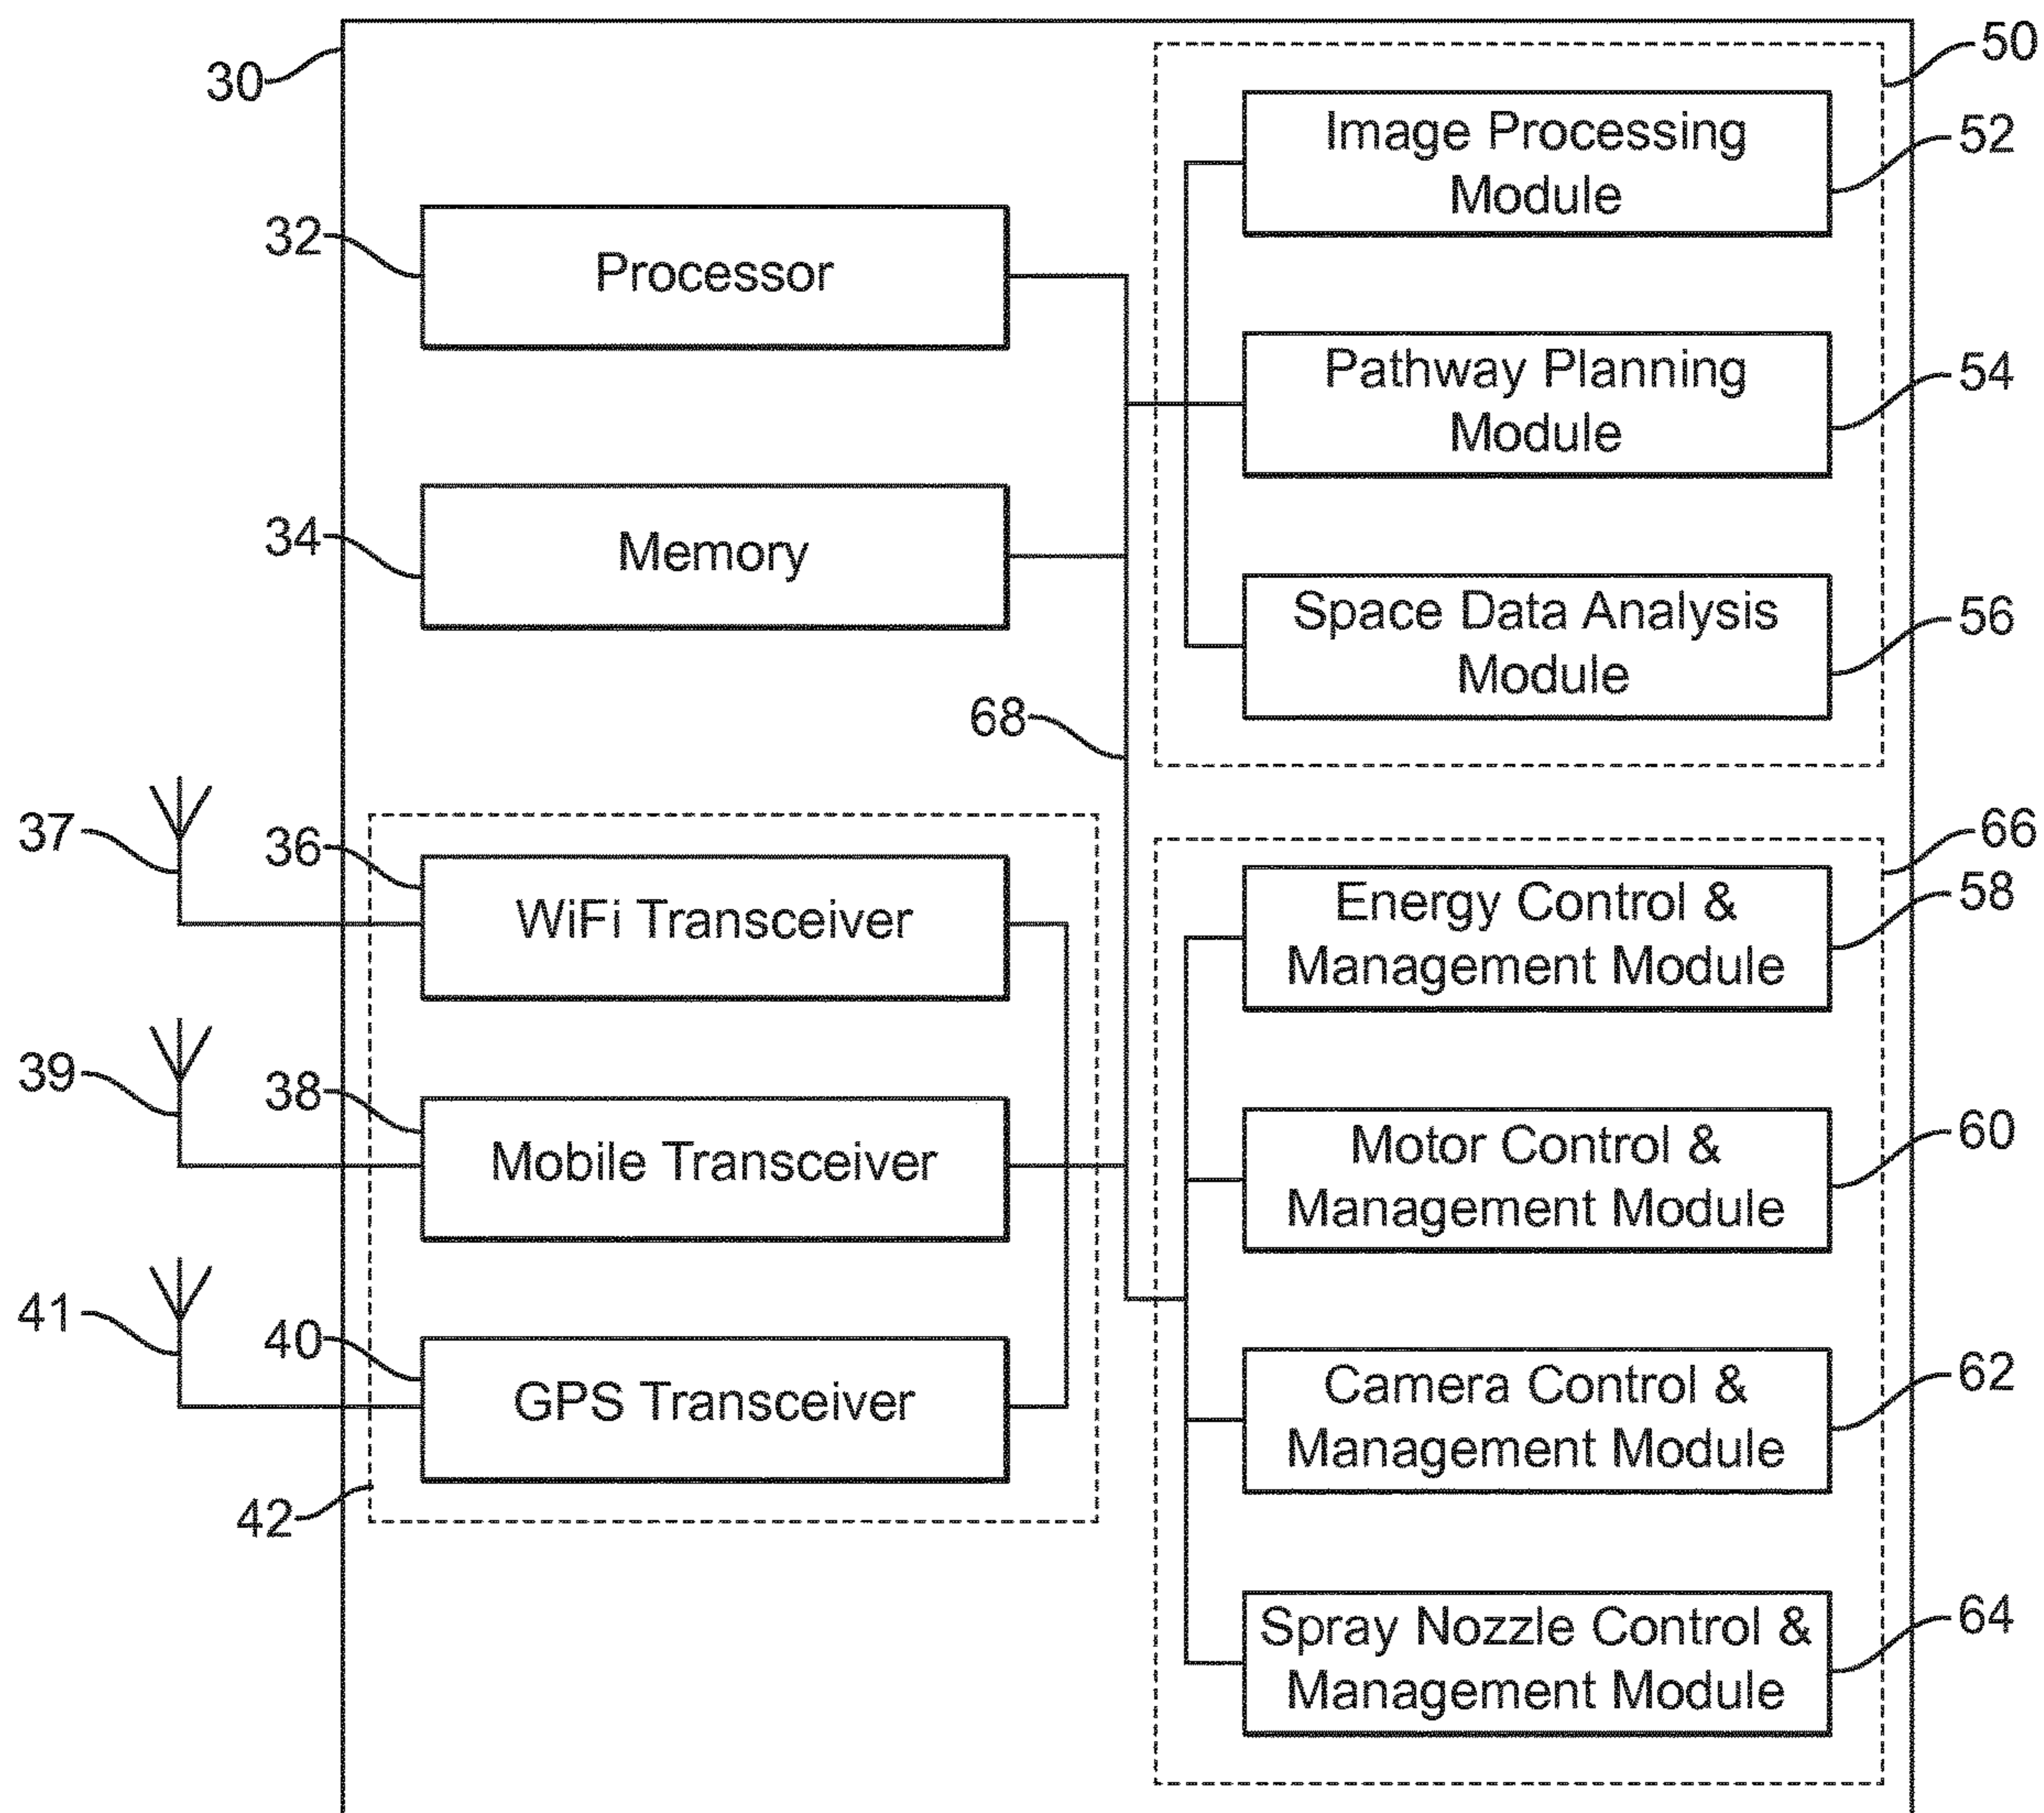 30
32
Processor
34
Memory
68
37
36
WiFi Transceiver
39
38
Mobile Transceiver
41
40
GPS Transceiver
42
50
Image Processing
Module
52
Pathway Planning
Module
54
Space Data Analysis
Module
56
66
Energy Control &
Management Module
58
Motor Control &
Management Module
60
Camera Control &
Management Module
62
Spray Nozzle Control &
Management Module
64